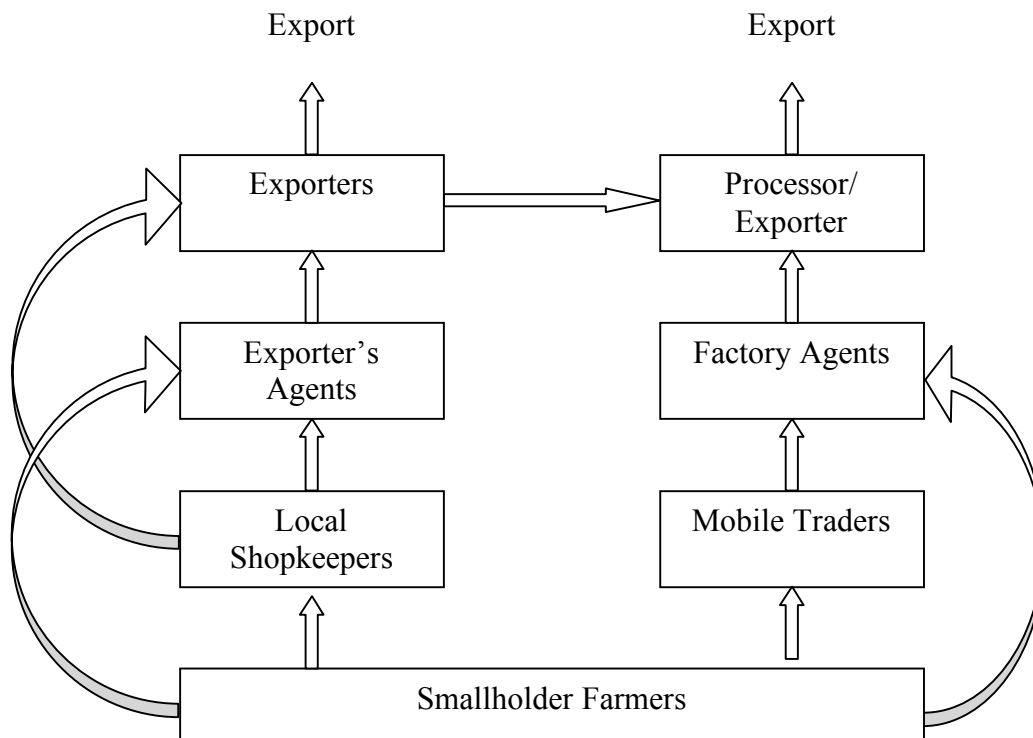 Export
Export
Exporters
Processor/
Exporter
Exporter’s
Agents
Factory Agents
Local
Shopkeepers
Mobile Traders
Smallholder Farmers